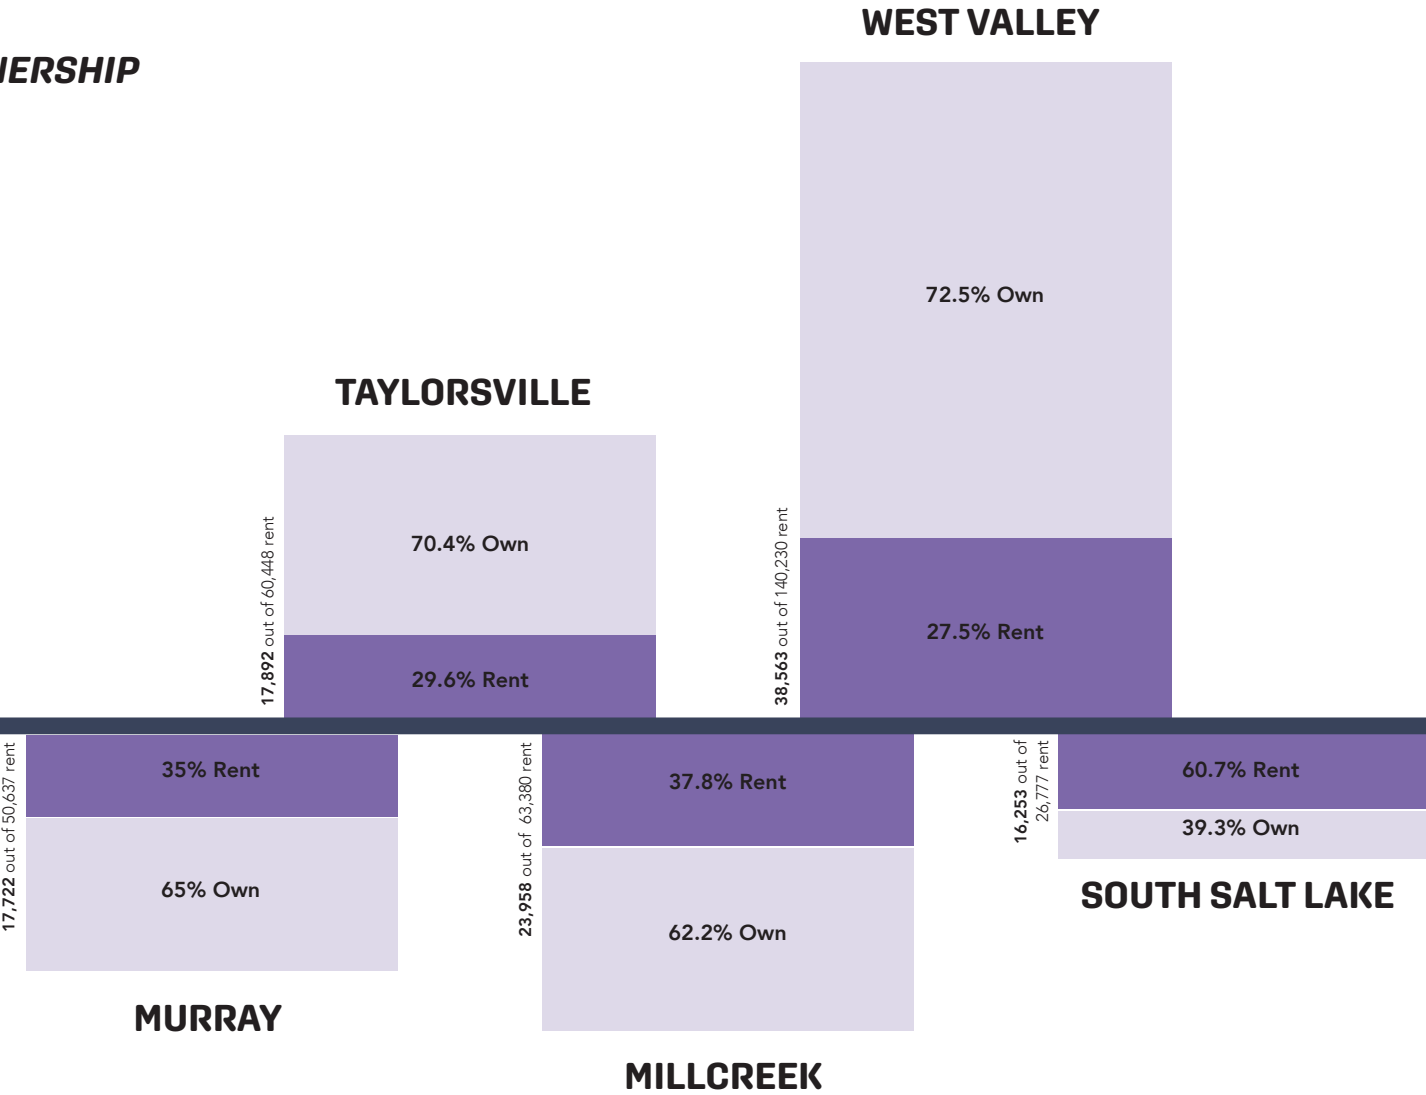 WEST VALLEY
NERSHIP
72.5% Own
TAYLORSVILLE
70.4% Own
17,892 out of 60,448 rent
29.6% Rent
38,563 out of 140,230 rent
27.5% Rent
17,722 out of 50,637 rent
35% Rent
65% Own
MURRAY
23,958 out of 63,380 rent
37.8% Rent
62.2% Own
MILLCREEK
16,253 out of
26,777 rent
60.7% Rent
39.3% Own
SOUTH SALT LAKE